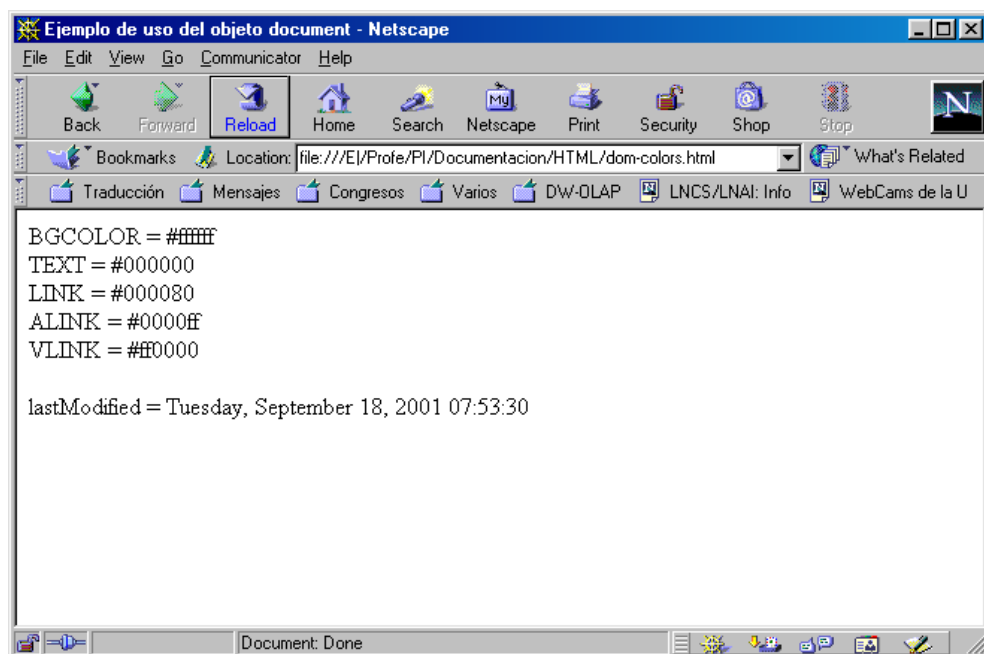 Ejemplo de uso del objeto document - Netscape
File Edit View Go Communicator Help
Back Forward Reload Home Search My Netscape Print Security Shop Stop N
Bookmarks Location: file:///E|/Profe/PI/Documentacion/HTML/dom-colors.html What's Related
Traducción Mensajes Congresos Varios DW-OLAP LNCS/LNAI: Info WebCams de la U
BGCOLOR = #ffffff
TEXT = #000000
LINK = #000080
ALINK = #0000ff
VLINK = #ff0000
lastModified = Tuesday, September 18, 2001 07:53:30
Document: Done